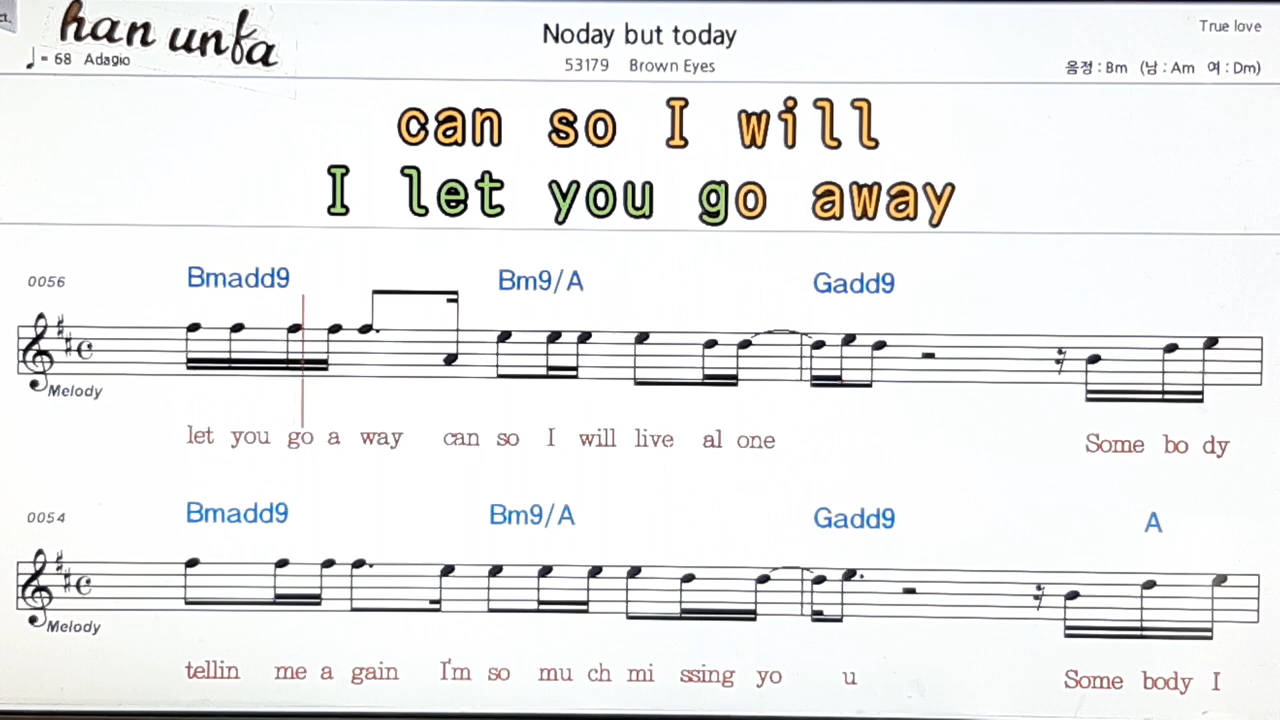 ct.
han unfa
Noday but today
True love
♩ = 68 Adagio
53179 Brown Eyes
음정 : Bm (남 : Am 여 : Dm)
can so I will
I let you go away
0056
Bmadd9 Bm9/A Gadd9
Melody
let you go a way can so I will live al one Some bo dy
0054
Bmadd9 Bm9/A Gadd9 A
Melody
tellin me a gain I'm so mu ch mi ssing yo u Some body I